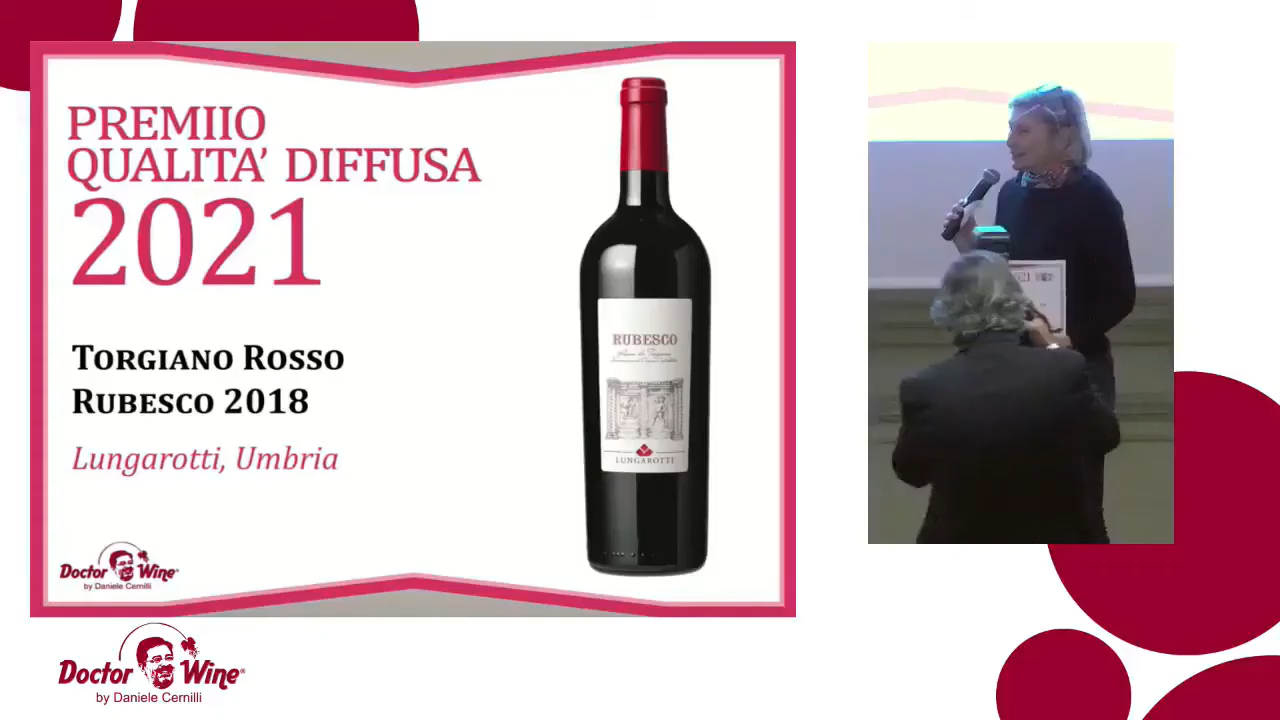 PREMIIO
QUALITA’ DIFFUSA
2021
TORGIANO ROSSO
RUBESCO 2018
Lungarotti, Umbria
RUBESCO
LUNGAROTTI
Doctor Wine®
by Daniele Cernilli
Doctor Wine®
by Daniele Cernilli